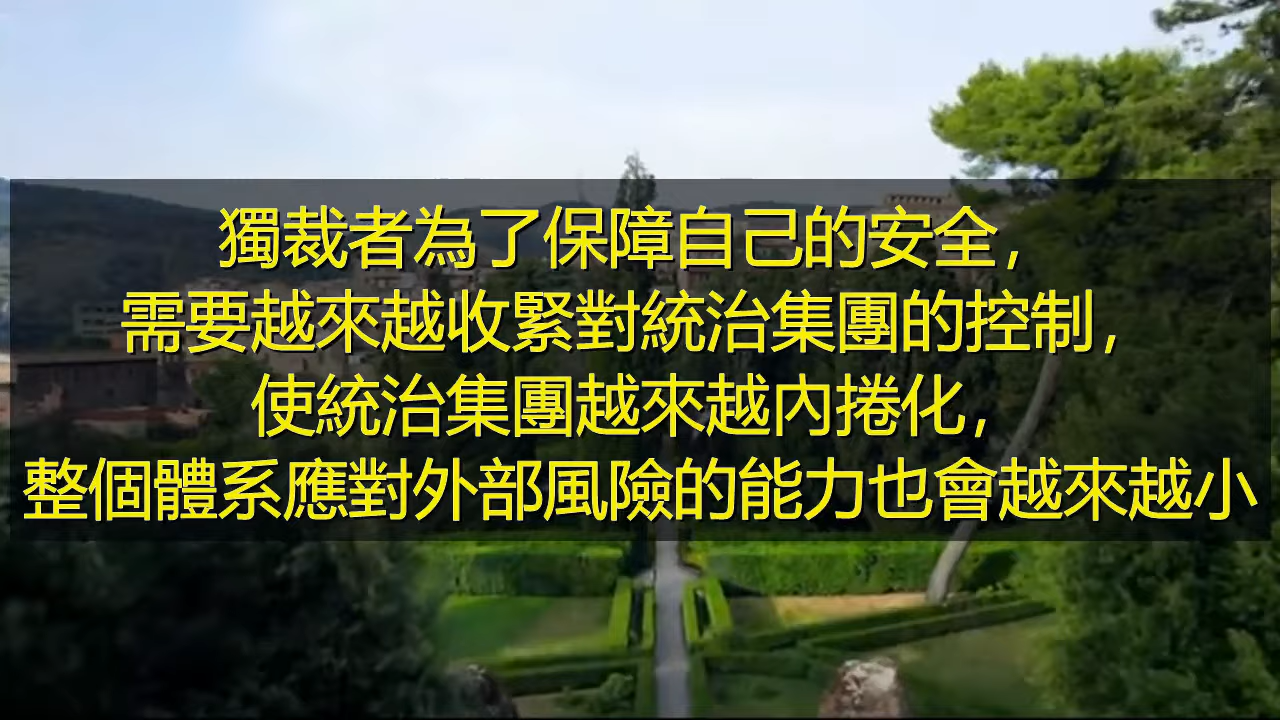 獨裁者為了保障自己的安全，
需要越來越收緊對統治集團的控制，
使統治集團越來越內捲化，
整個體系應對外部風險的能力也會越來越小